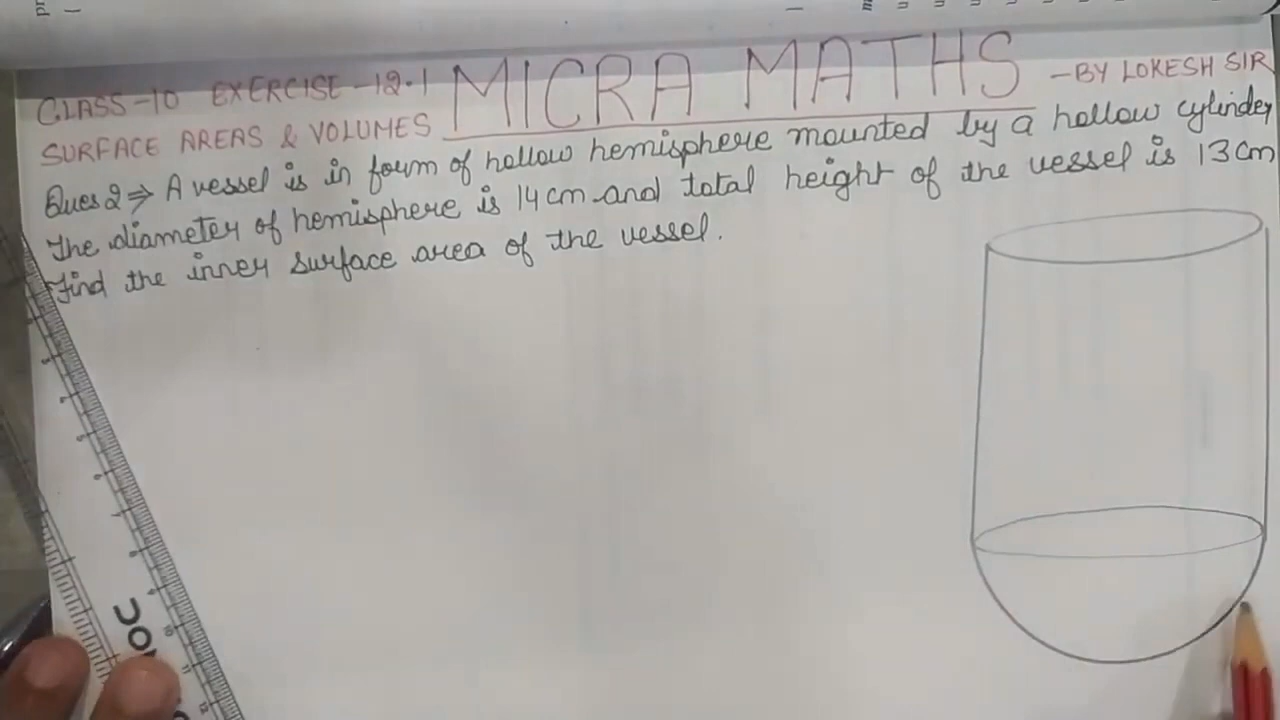 CLASS-10 EXERCISE-12.1 MICRA MATHS -BY LOKESH SIR
SURFACE AREAS & VOLUMES
Ques 2 ⇒ A vessel is in form of hollow hemisphere mounted by a hollow cylinder
The diameter of hemisphere is 14 cm and total height of the vessel is 13 cm
Find the inner surface area of the vessel.